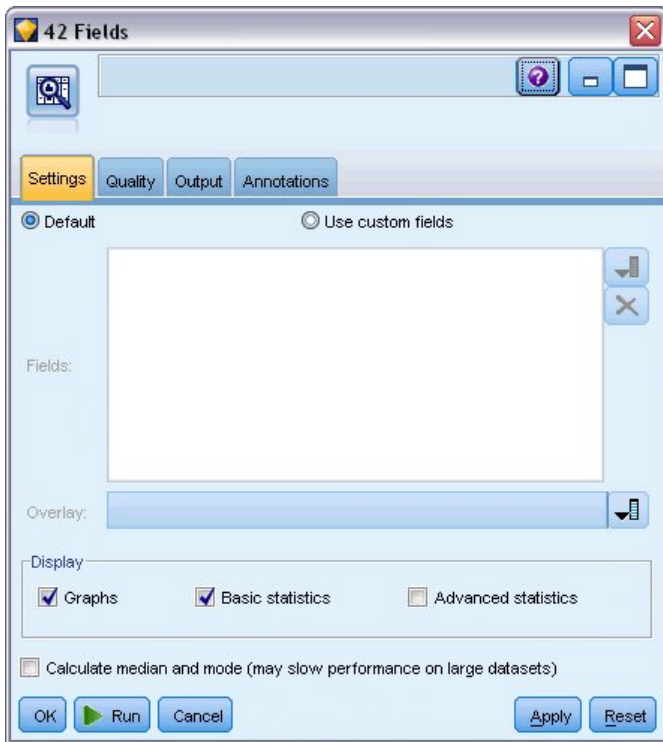 42 Fields
Settings Quality Output Annotations
Default Use custom fields
Fields:
Overlay:
Display
Graphs Basic statistics Advanced statistics
Calculate median and mode (may slow performance on large datasets)
OK Run Cancel Apply Reset